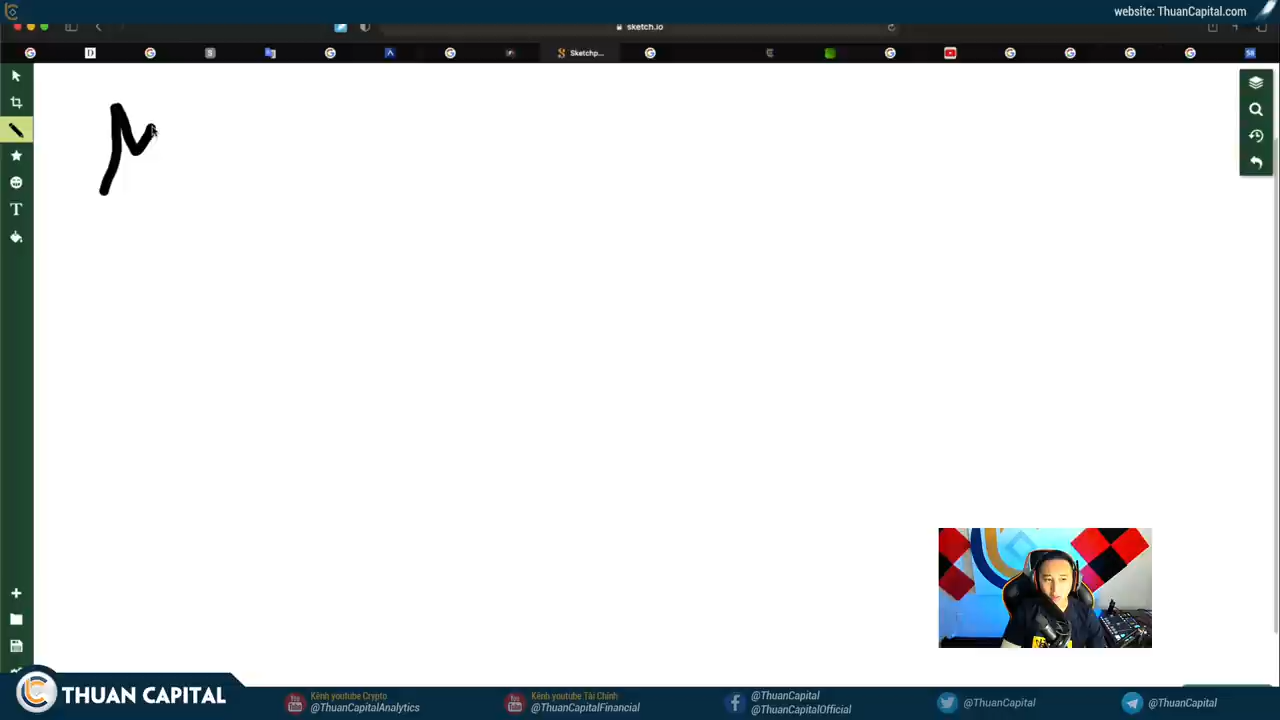 website: ThuanCapital.com
sketch.io
Sketchp...
T
THUAN CAPITAL
Kênh youtube Crypto
@ThuanCapitalAnalytics
Kênh youtube Tài Chính
@ThuanCapitalFinancial
@ThuanCapital
@ThuanCapitalOfficial
@ThuanCapital
@ThuanCapital